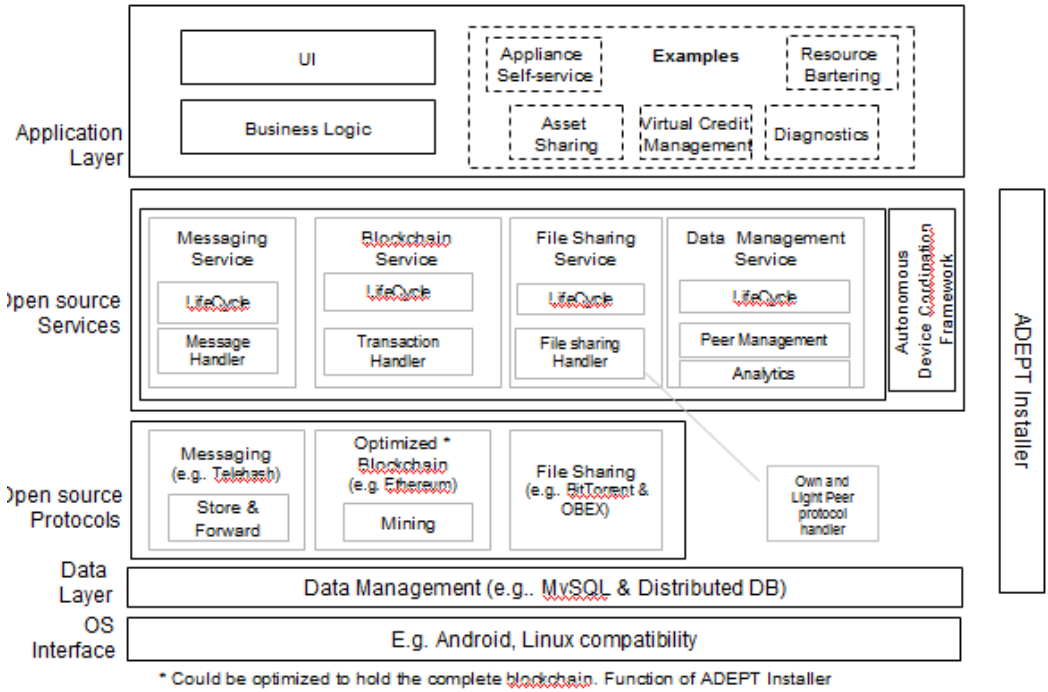 UI
Business Logic
Application
Layer
Examples
Appliance
Self-service
Resource
Bartering
Asset
Sharing
Virtual Credit
Management
Diagnostics
Open source
Services
Messaging
Service
LifeCycle
Message
Handler
Blockchain
Service
LifeCycle
Transaction
Handler
File Sharing
Service
LifeCycle
File sharing
Handler
Data Management
Service
LifeCycle
Peer Management
Analytics
Autonomous
Device Cordination
Framework
ADEPT Installer
Open source
Protocols
Messaging
(e.g.. Telehash)
Store &
Forward
Optimized *
Blockchain
(e.g. Ethereum)
Mining
File Sharing
(e.g.. BitTorrent &
OBEX)
Own and
Light Peer
protocol
handler
Data
Layer
Data Management (e.g.. MySQL & Distributed DB)
OS
Interface
E.g. Android, Linux compatibility
* Could be optimized to hold the complete blockchain. Function of ADEPT Installer